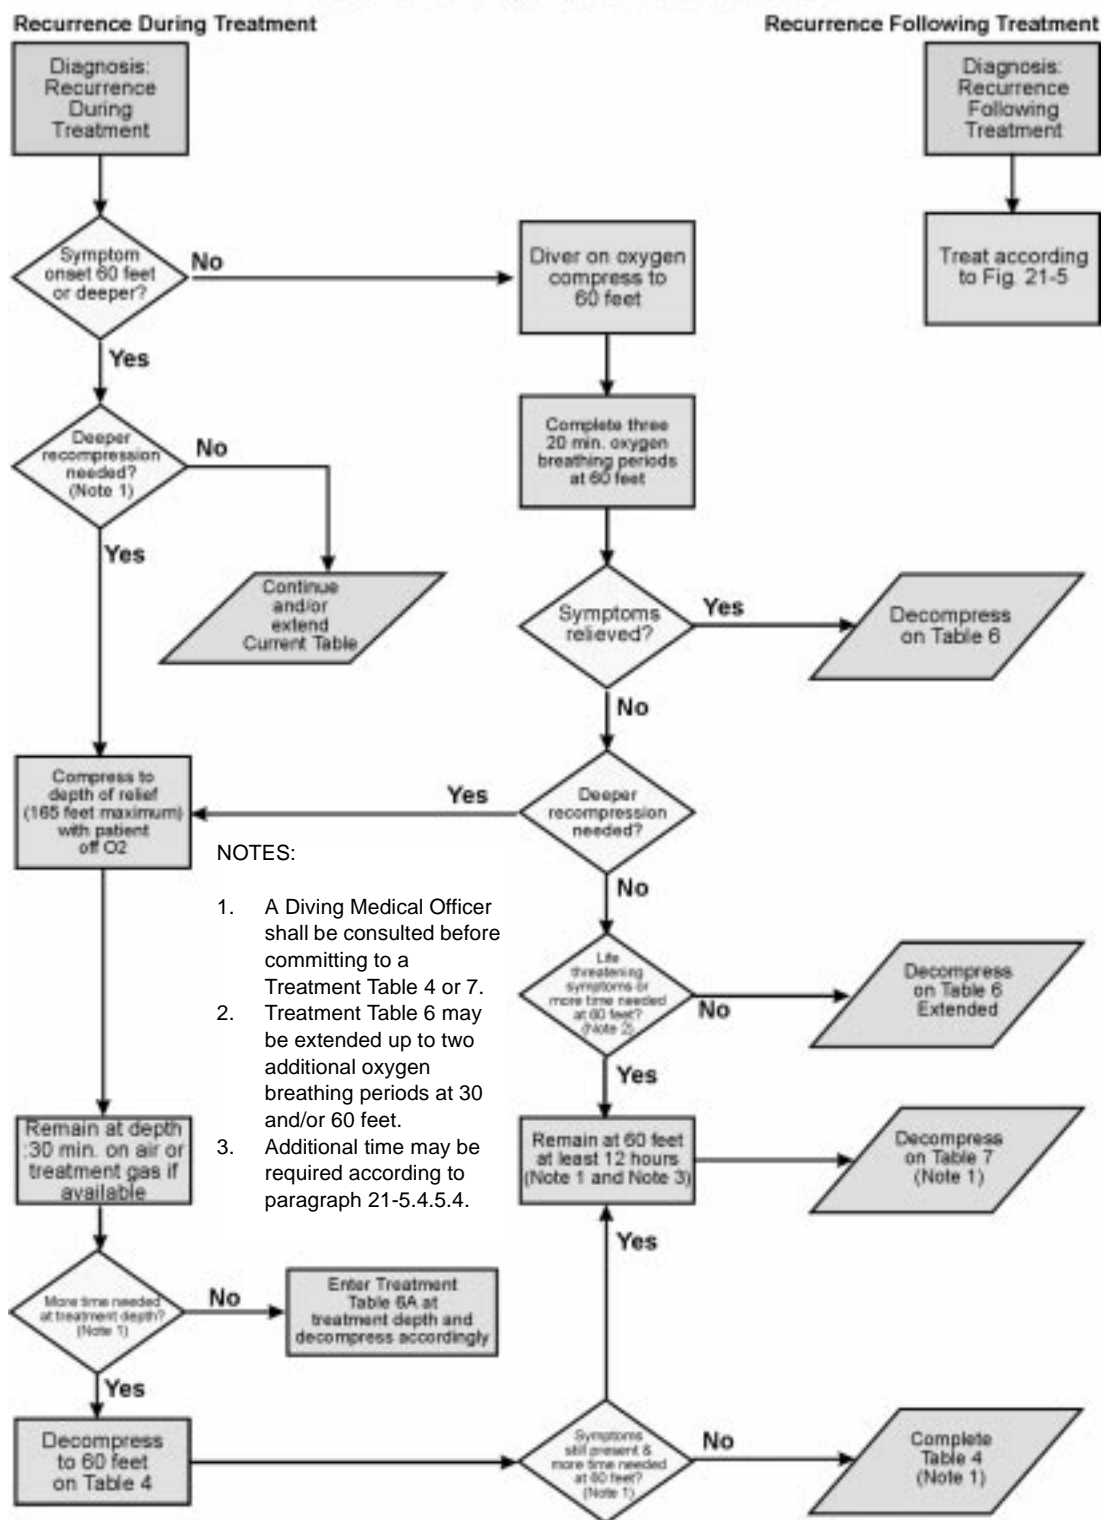 Recurrence During Treatment
Recurrence Following Treatment
Diagnosis:
Recurrence
During
Treatment
Diagnosis:
Recurrence
Following
Treatment
Symptom
onset 60 feet
or deeper?
No
Diver on oxygen
compress to
60 feet
Treat according
to Fig. 21-5
Yes
Deeper
recompression
needed?
(Note 1)
No
Complete three
20 min. oxygen
breathing periods
at 60 feet
Yes
Continue
and/or
extend
Current Table
Symptoms
relieved?
Yes
Decompress
on Table 6
No
Compress to
depth of relief
(165 feet maximum)
with patient
off O2
Yes
Deeper
recompression
needed?
No
NOTES:
1. A Diving Medical Officer
shall be consulted before
committing to a
Treatment Table 4 or 7.
2. Treatment Table 6 may
be extended up to two
additional oxygen
breathing periods at 30
and/or 60 feet.
3. Additional time may be
required according to
paragraph 21-5.4.5.4.
Life
threatening
symptoms or
more time needed
at 60 feet?
(Note 2)
No
Decompress
on Table 6
Extended
Yes
Remain at depth
:30 min. on air or
treatment gas if
available
Remain at 60 feet
at least 12 hours
(Note 1 and Note 3)
Decompress
on Table 7
(Note 1)
Yes
More time needed
at treatment depth?
(Note 1)
No
Enter Treatment
Table 6A at
treatment depth and
decompress accordingly
Yes
Decompress
to 60 feet
on Table 4
Symptoms
still present &
more time needed
at 60 feet?
(Note 1)
No
Complete
Table 4
(Note 1)